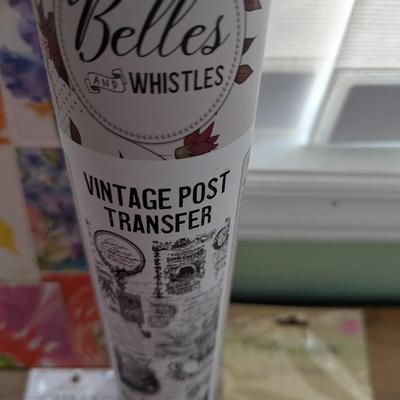 Belles
AND WHISTLES
VINTAGE POST
TRANSFER